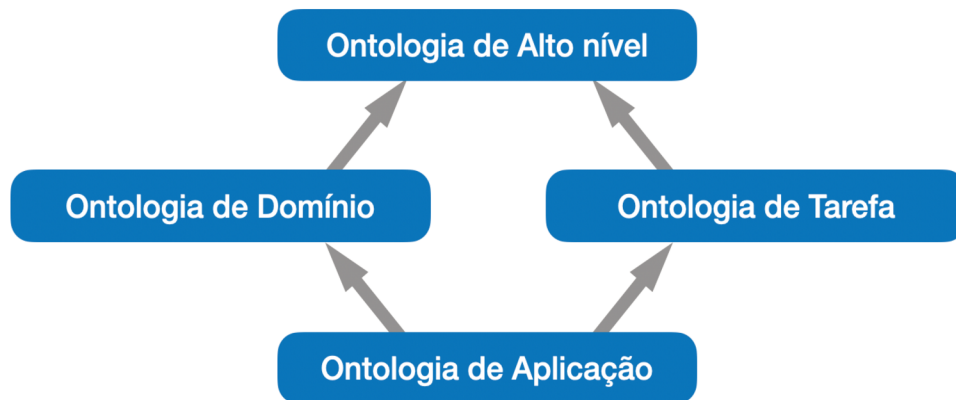 Ontologia de Alto nível
Ontologia de Domínio
Ontologia de Tarefa
Ontologia de Aplicação